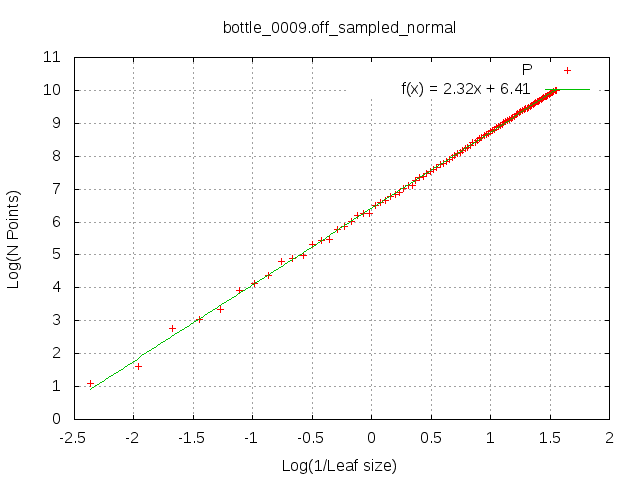 bottle_0009.off_sampled_normal
P
f(x) = 2.32x + 6.41
Log(N Points)
11
10
9
8
7
6
5
4
3
2
1
0
-2.5 -2 -1.5 -1 -0.5 0 0.5 1 1.5 2
Log(1/Leaf size)